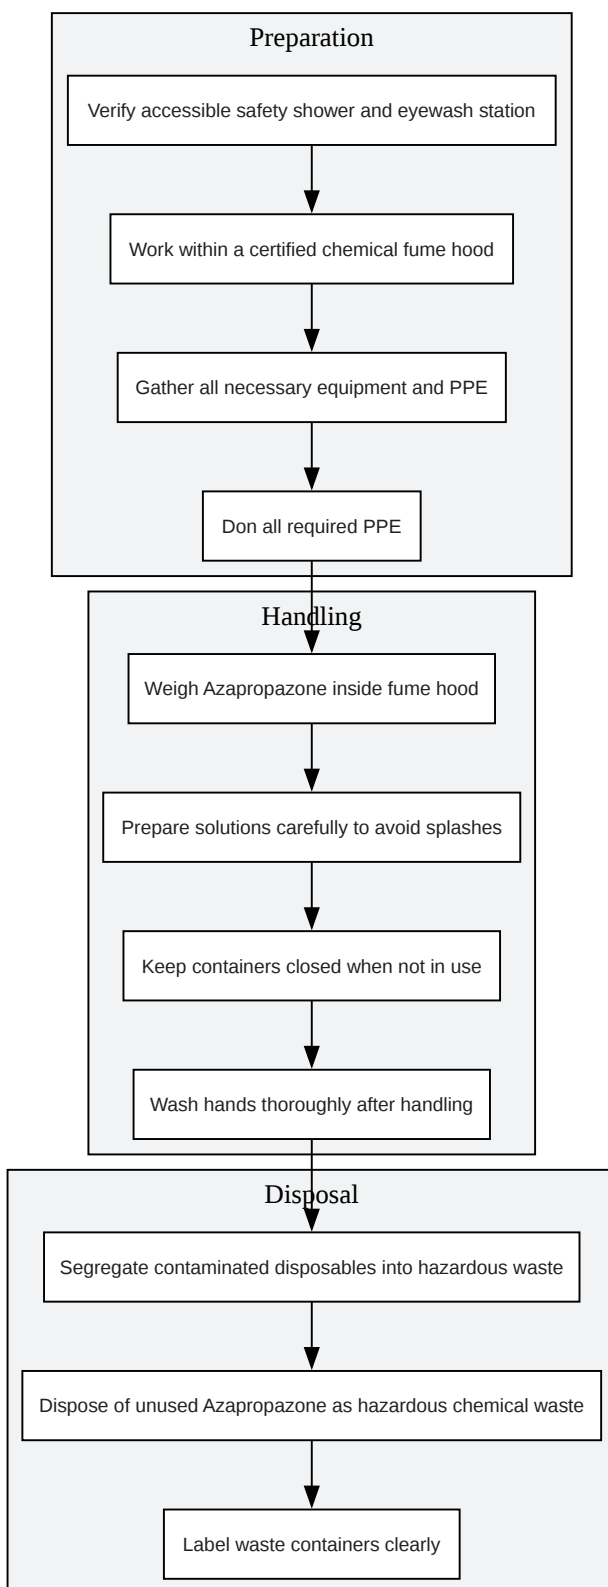 Preparation
Verify accessible safety shower and eyewash station
Work within a certified chemical fume hood
Gather all necessary equipment and PPE
Don all required PPE
Handling
Weigh Azapropazone inside fume hood
Prepare solutions carefully to avoid splashes
Keep containers closed when not in use
Wash hands thoroughly after handling
Disposal
Segregate contaminated disposables into hazardous waste
Dispose of unused Azapropazone as hazardous chemical waste
Label waste containers clearly